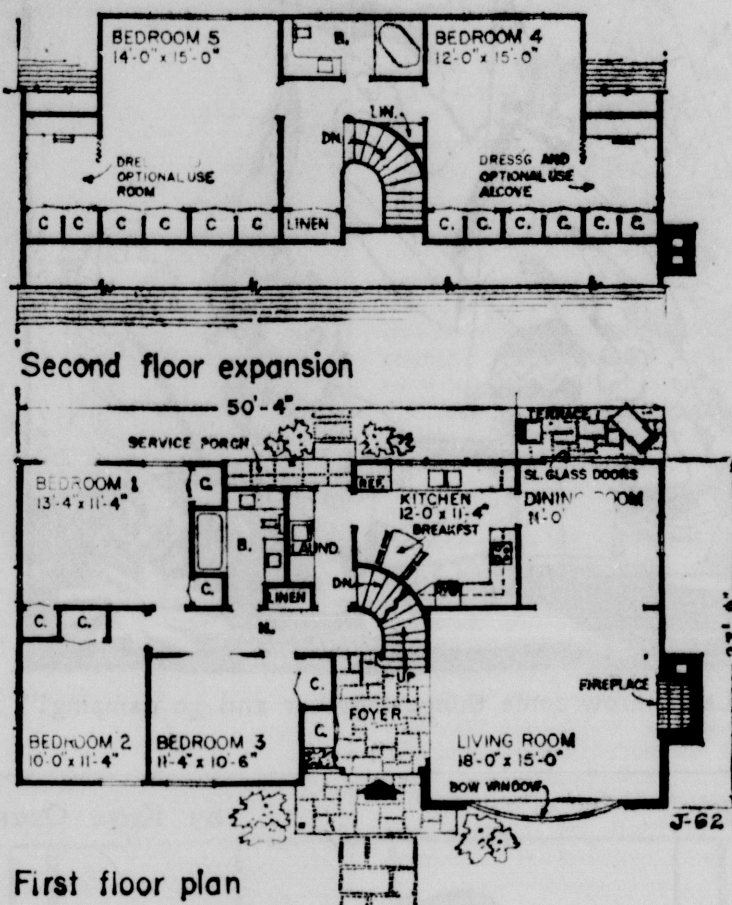 BEDROOM 5
14'-0" x 15'-0"
B.
BEDROOM 4
12'-0" x 15'-0"
LIN.
DN.
OPTIONAL USE
ROOM
DRESSG AND
OPTIONAL USE
ALCOVE
C C C C C C
LINEN
C. C. C. C. C. C.
Second floor expansion
50'-4"
TERRACE
SERVICE PORCH
SL. GLASS DOORS
BEDROOM 1
13'-4" x 11'-4"
C.
REF.
KITCHEN
12'-0" x 11'-4"
BREAKFST
DINING ROOM
B.
LAUND.
DN.
C.
LINEN
C. C.
H.
UP
C.
FIREPLACE
C.
FOYER
BEDROOM 2
10'-0" x 11'-4"
BEDROOM 3
11'-4" x 10'-6"
LIVING ROOM
18'-0" x 15'-0"
BOW WINDOW
J-62
First floor plan